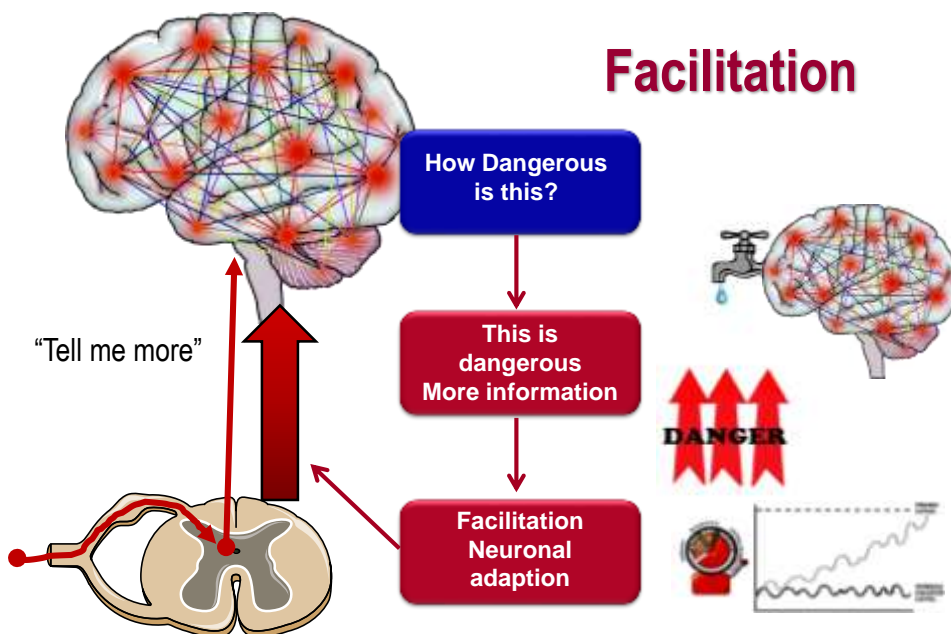 Facilitation
How Dangerous
is this?
“Tell me more”
This is
dangerous
More information
DANGER
Facilitation
Neuronal
adaption